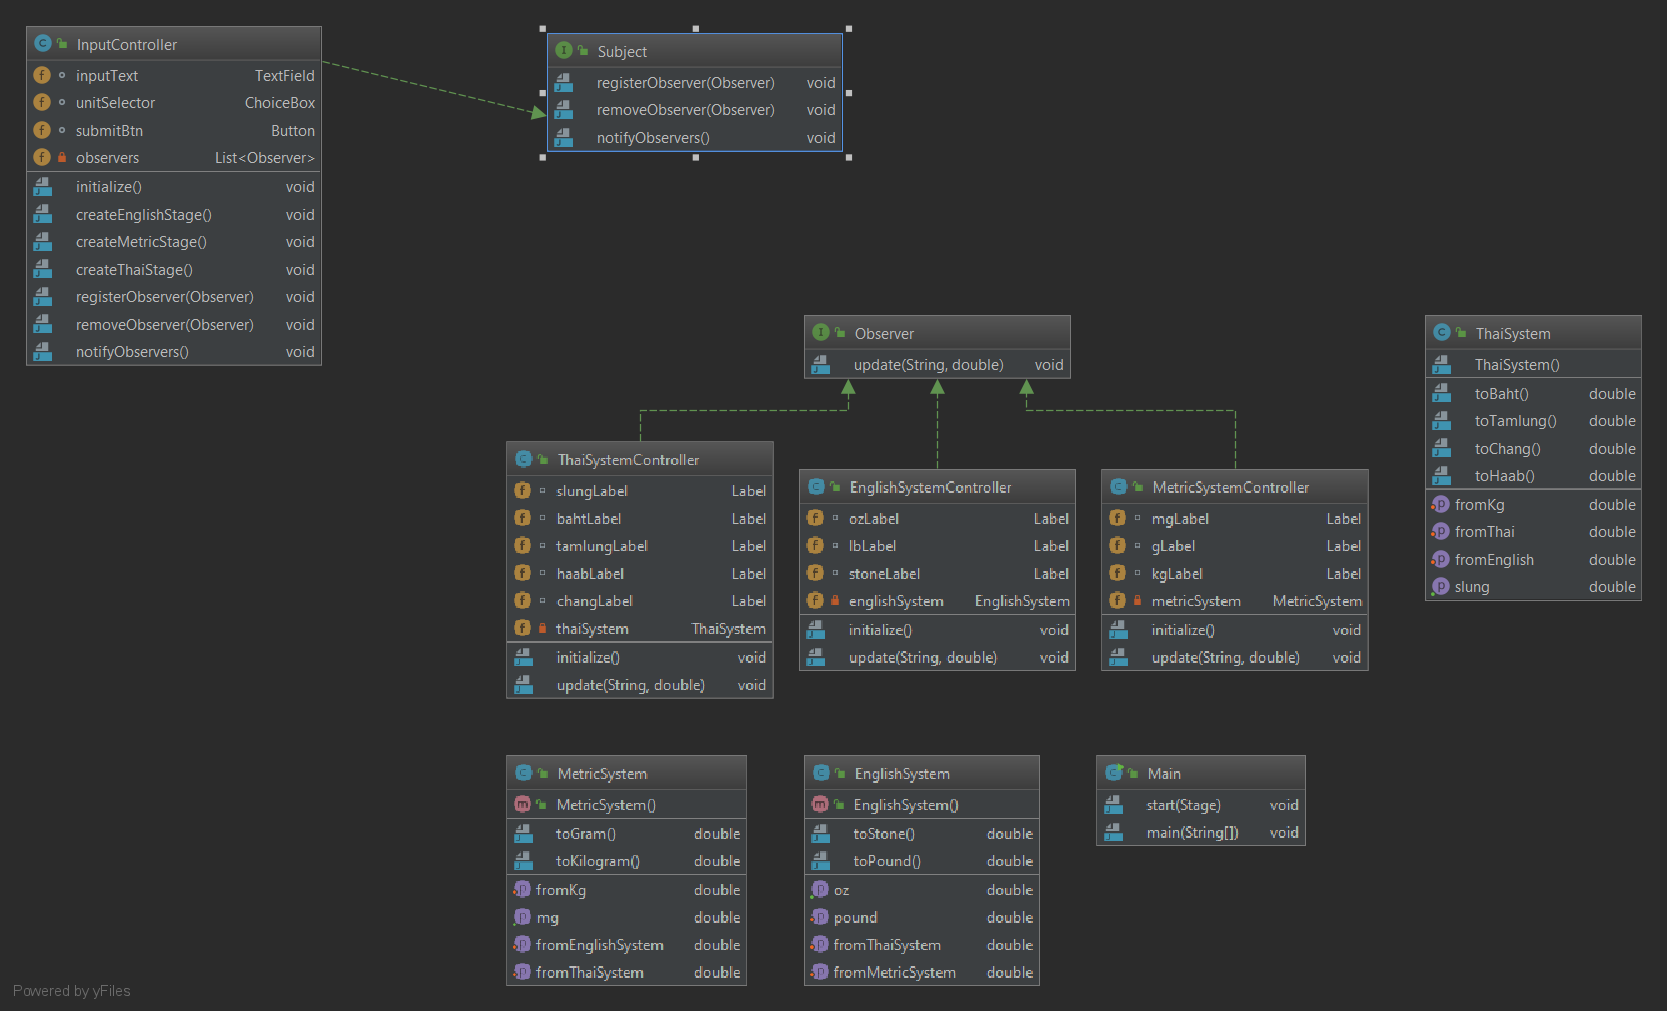 InputController
inputText TextField
unitSelector ChoiceBox
submitBtn Button
observers List<Observer>
initialize() void
createEnglishStage() void
createMetricStage() void
createThaiStage() void
registerObserver(Observer) void
removeObserver(Observer) void
notifyObservers() void
Subject
registerObserver(Observer) void
removeObserver(Observer) void
notifyObservers() void
Observer
update(String, double) void
ThaiSystem
ThaiSystem()
toBaht() double
toTamlung() double
toChang() double
toHaab() double
fromKg double
fromThai double
fromEnglish double
slung double
ThaiSystemController
slungLabel Label
bahtLabel Label
tamlungLabel Label
haabLabel Label
changLabel Label
thaiSystem ThaiSystem
initialize() void
update(String, double) void
EnglishSystemController
ozLabel Label
lbLabel Label
stoneLabel Label
englishSystem EnglishSystem
initialize() void
update(String, double) void
MetricSystemController
mgLabel Label
gLabel Label
kgLabel Label
metricSystem MetricSystem
initialize() void
update(String, double) void
MetricSystem
MetricSystem()
toGram() double
toKilogram() double
fromKg double
mg double
fromEnglishSystem double
fromThaiSystem double
EnglishSystem
EnglishSystem()
toStone() double
toPound() double
oz double
pound double
fromThaiSystem double
fromMetricSystem double
Main
start(Stage) void
main(String[]) void
Powered by yFiles